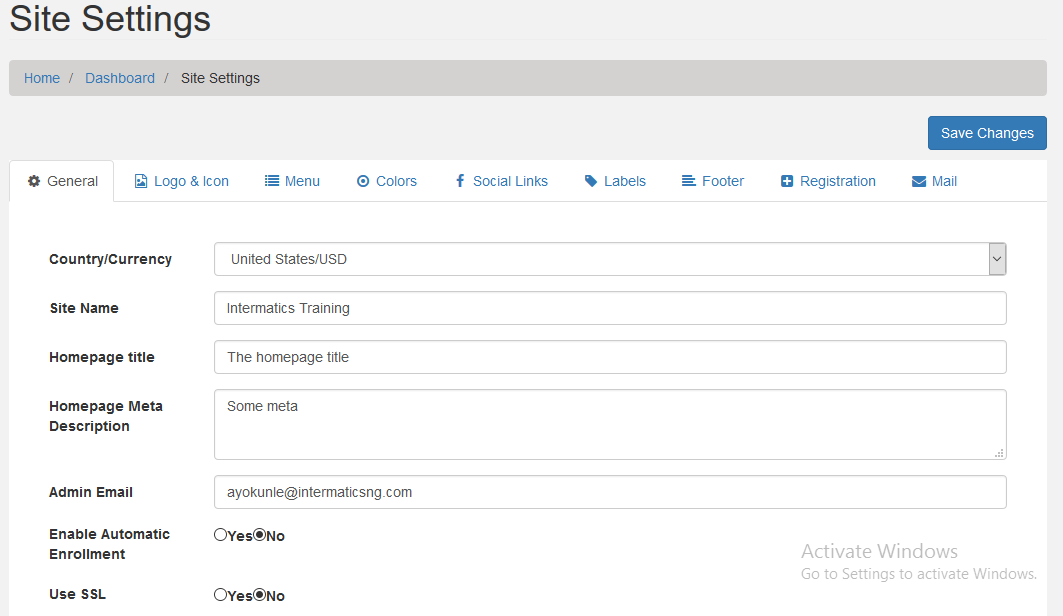 Site Settings
Home / Dashboard / Site Settings
Save Changes
General Logo & Icon Menu Colors Social Links Labels Footer Registration Mail
Country/Currency United States/USD
Site Name Intermatics Training
Homepage title The homepage title
Homepage Meta Some meta
Description
Admin Email ayokunle@intermaticsng.com
Enable Automatic Yes No
Enrollment
Activate Windows
Go to Settings to activate Windows.
Use SSL Yes No